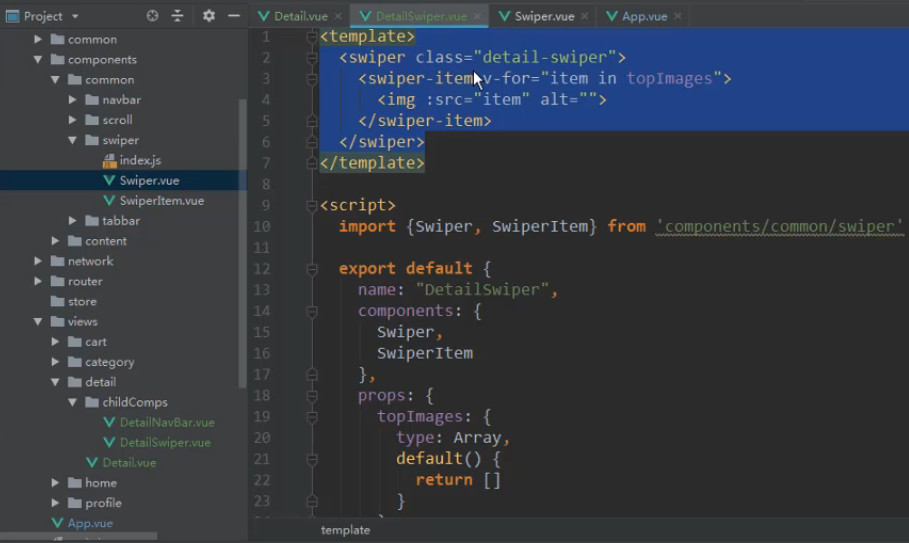 Project
Detail.vue
DetailSwiper.vue
Swiper.vue
App.vue
common
components
common
navbar
scroll
swiper
index.js
Swiper.vue
SwiperItem.vue
tabbar
content
network
router
store
views
cart
category
detail
childComps
DetailNavBar.vue
DetailSwiper.vue
Detail.vue
home
profile
App.vue
1 <template>
2 <swiper class="detail-swiper">
3 <swiper-item v-for="item in topImages">
4 <img :src="item" alt="">
5 </swiper-item>
6 </swiper>
7 </template>
8
9 <script>
10 import {Swiper, SwiperItem} from 'components/common/swiper'
11
12 export default {
13 name: "DetailSwiper",
14 components: {
15 Swiper,
16 SwiperItem
17 },
18 props: {
19 topImages: {
20 type: Array,
21 default() {
22 return []
23 }
template